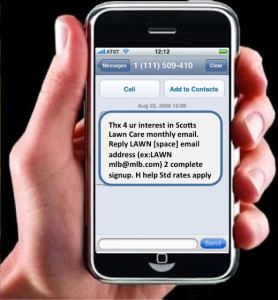 AT&T 12:12
Messages 1 (111) 509-410 Clear
Call Add to Contacts
Aug 22, 2008 12:09
Thx 4 ur interest in Scotts
Lawn Care monthly email.
Reply LAWN [space] email
address (ex:LAWN
mlb@mlb.com) 2 complete
signup. H help Std rates apply
Send